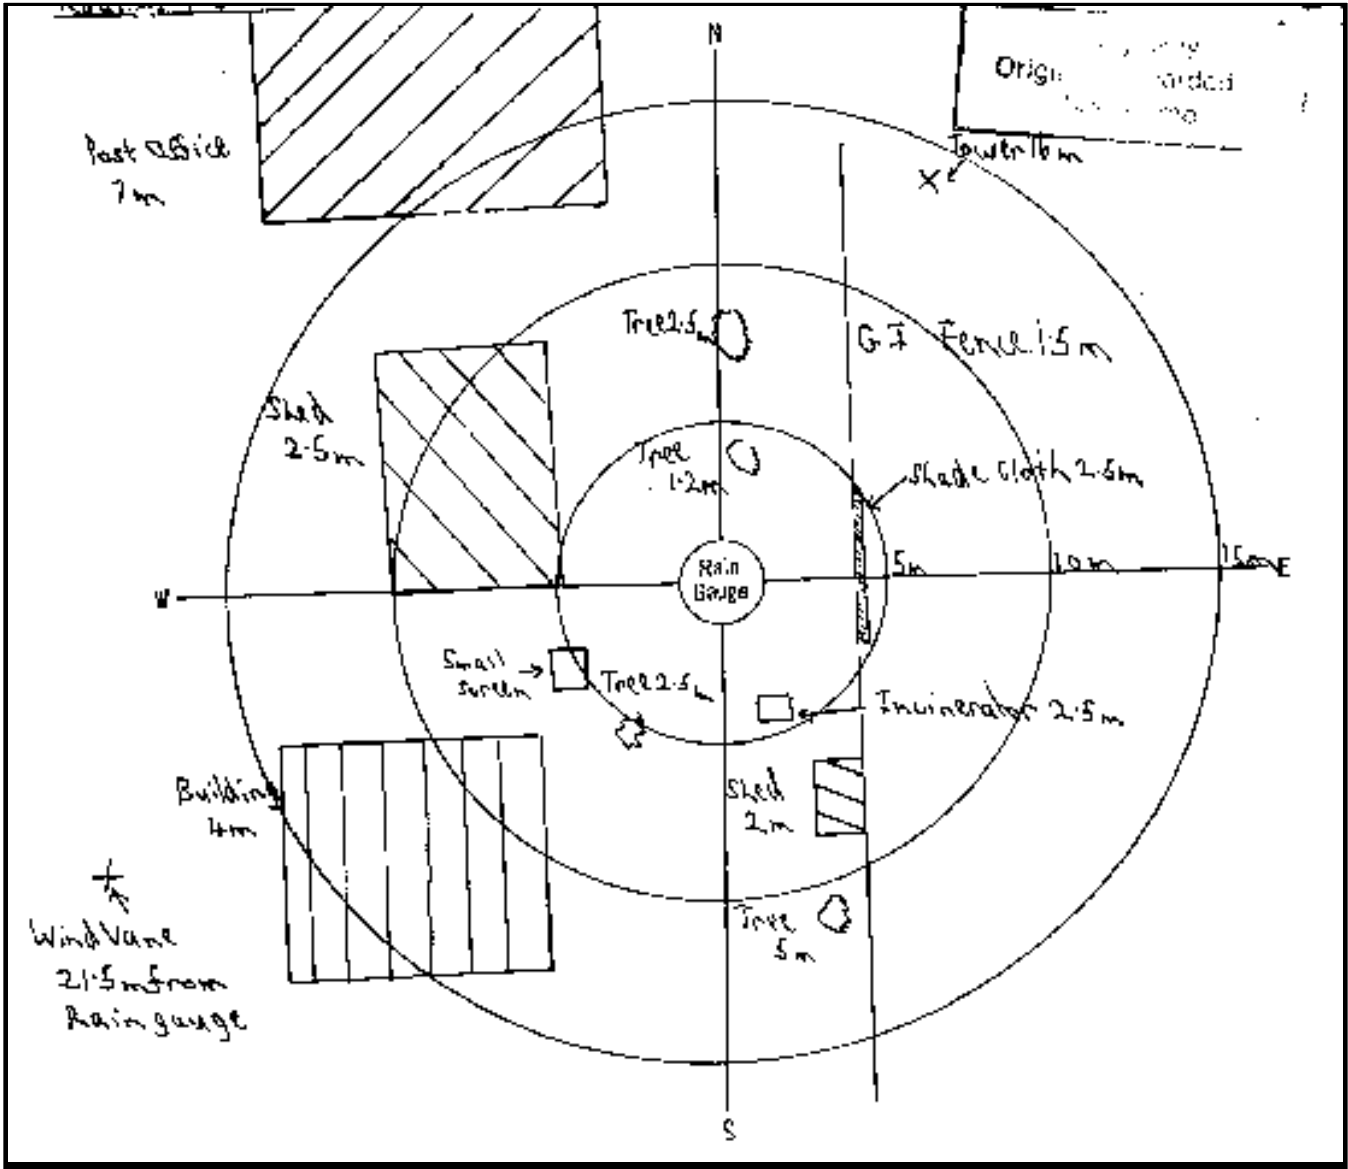 N
Post Office
7m
Tower 16m
X
Tree 2.5m
G I Fence 1.5m
Shed
2.5m
Tree
1.2m
Shade Cloth 2.5m
Rain
Gauge
5m
10m
15m
E
W
Small
screen
Tree 2.5m
Incinerator 2.5m
Building
4m
Shed
2m
Tree
5m
Wind Vane
21.5m from
Rain gauge
S